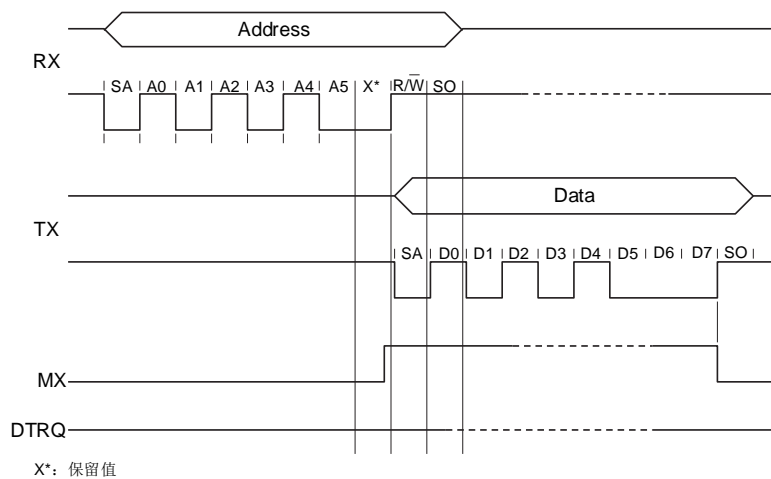 Address
RX
SA A0 A1 A2 A3 A4 A5 X* R/W̅ SO
Data
TX
SA D0 D1 D2 D3 D4 D5 D6 D7 SO
MX
DTRQ
X*：保留值